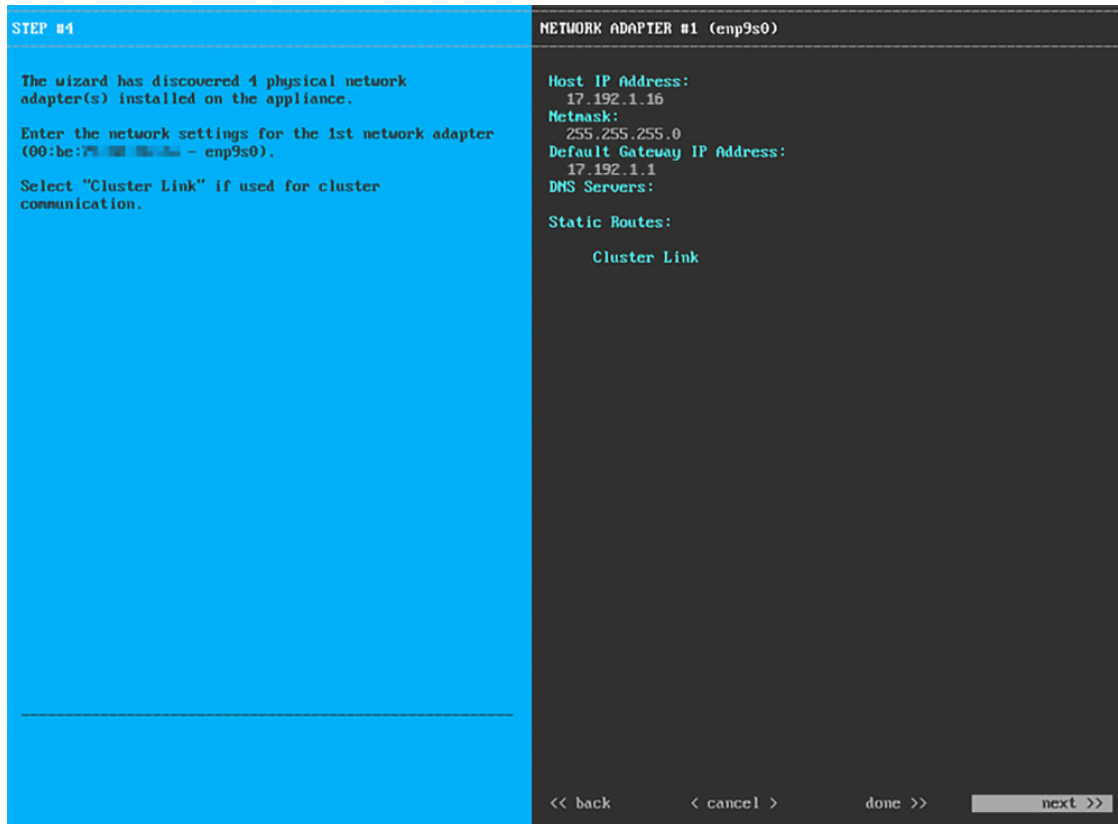 STEP #4
The wizard has discovered 4 physical network
adapter(s) installed on the appliance.
Enter the network settings for the 1st network adapter
(00:be: - enp9s0).
Select "Cluster Link" if used for cluster
communication.
NETWORK ADAPTER #1 (enp9s0)
Host IP Address:
17.192.1.16
Netmask:
255.255.255.0
Default Gateway IP Address:
17.192.1.1
DNS Servers:
Static Routes:
Cluster Link
<< back < cancel > done >> next >>